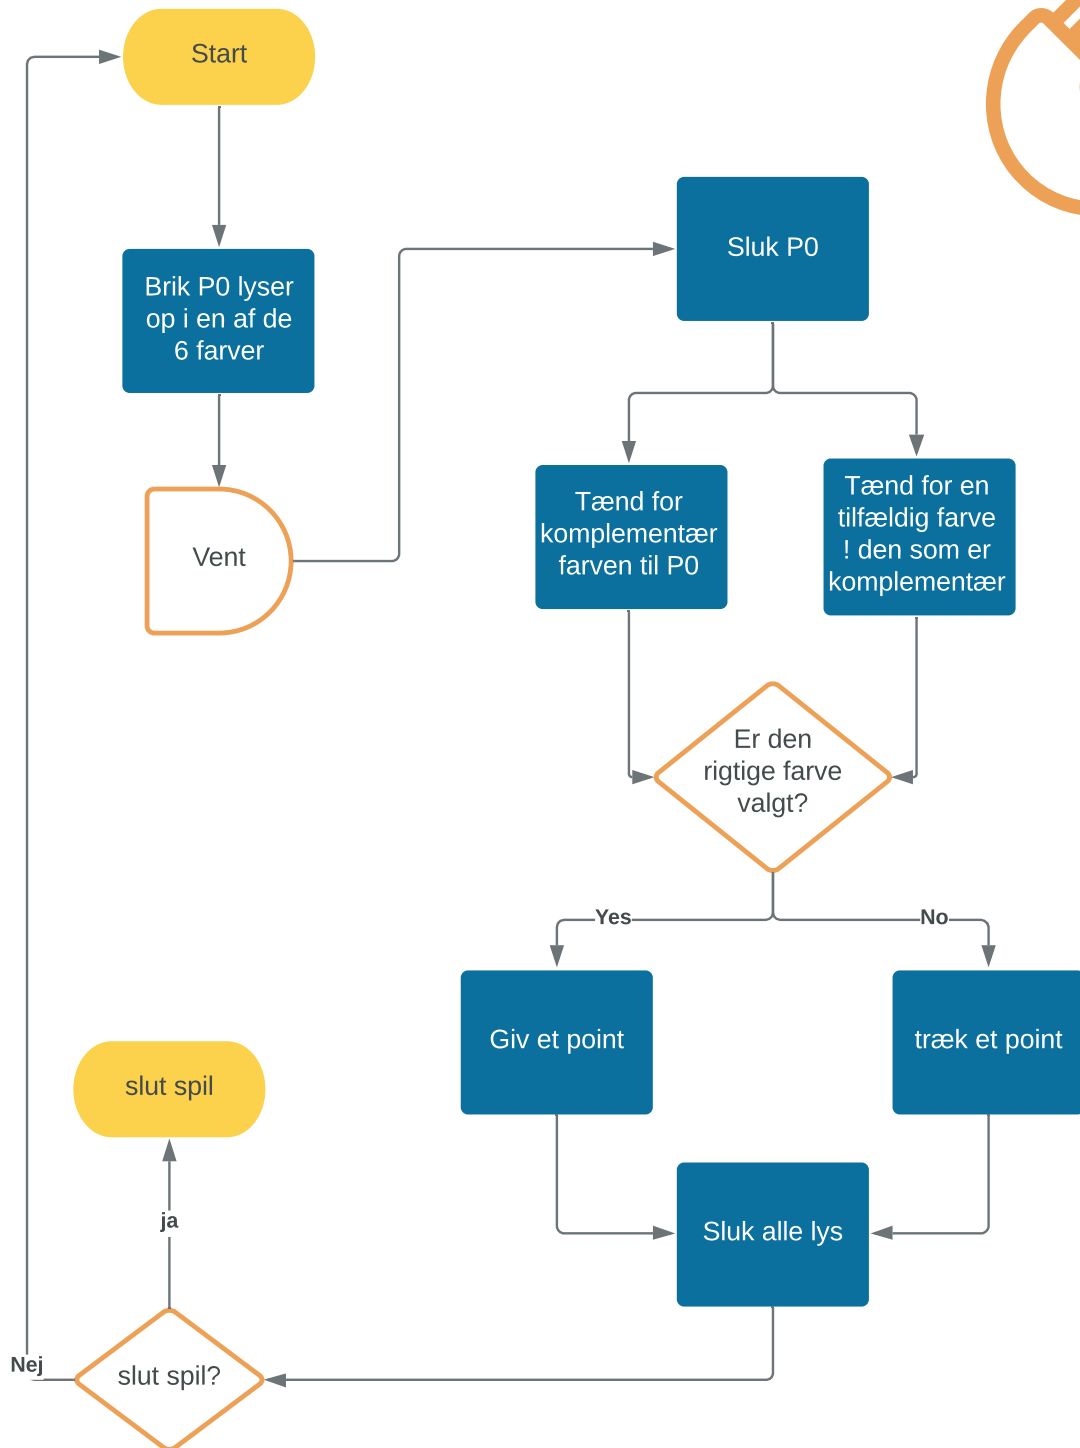 Start
Brik P0 lyser
op i en af de
6 farver
Vent
Sluk P0
Tænd for
komplementær
farven til P0
Tænd for en
tilfældig farve
! den som er
komplementær
Er den
rigtige farve
valgt?
Yes
No
Giv et point
træk et point
Sluk alle lys
slut spil
ja
Nej
slut spil?